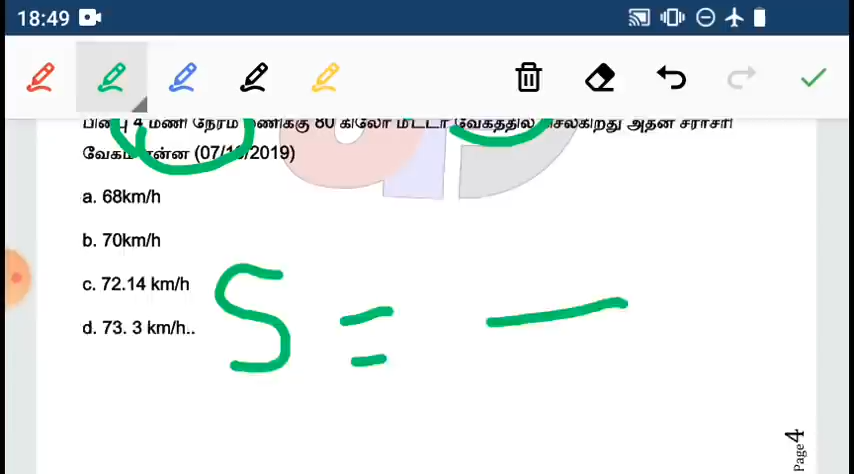 18:49
பின்பு 4 மணி நேரம் மணிக்கு 80 கிலோ மீட்டர் வேகத்தில் செல்கிறது அதன் சராசரி
வேகம் என்ன (07/10/2019)
a. 68km/h
b. 70km/h
c. 72.14 km/h
d. 73. 3 km/h..
S =
Page 4